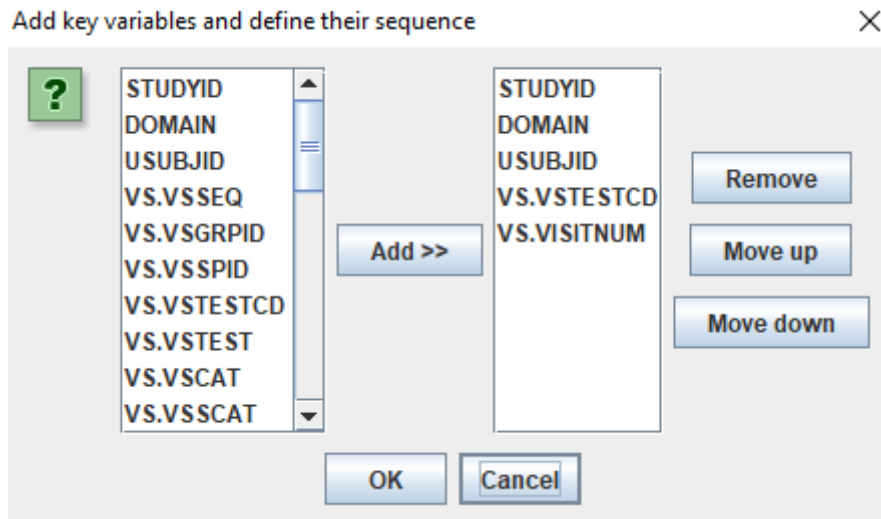 Add key variables and define their sequence
?
STUDYID
DOMAIN
USUBJID
VS.VSSEQ
VS.VSGRPID
VS.VSSPID
VS.VSTESTCD
VS.VSTEST
VS.VSCAT
VS.VSSCAT
Add >>
STUDYID
DOMAIN
USUBJID
VS.VSTESTCD
VS.VISITNUM
Remove
Move up
Move down
OK
Cancel